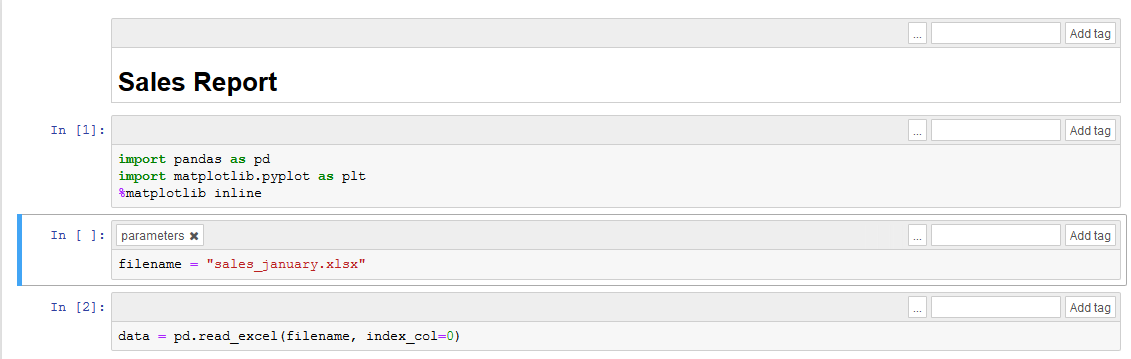 ... Add tag
Sales Report
In [1]: ... Add tag
import pandas as pd
import matplotlib.pyplot as plt
%matplotlib inline
In [ ]: parameters ✖ ... Add tag
filename = "sales_january.xlsx"
In [2]: ... Add tag
data = pd.read_excel(filename, index_col=0)